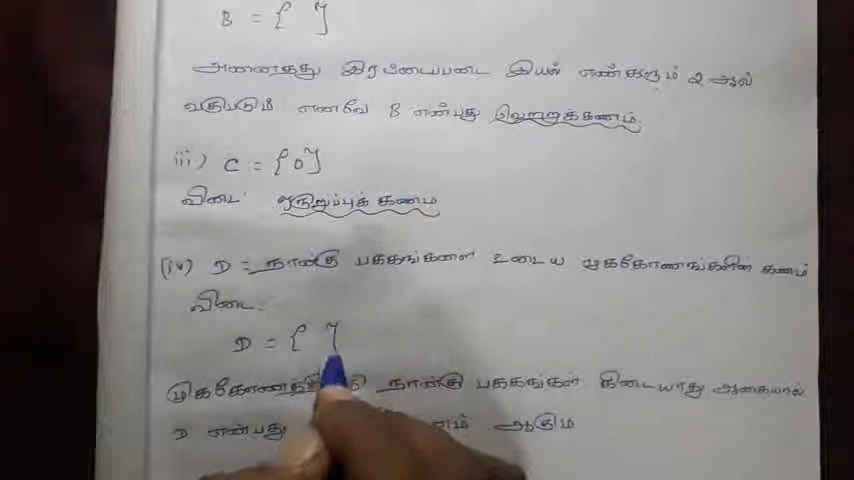 B = { }
அனைத்து இரட்டைப்படை இயல் எண்களும் 2 ஆல்
வகுபடும் எனவே B என்பது வெற்றுக்கணம்.
iii) C = {0}
விடை: ஓருறுப்புக் கணம்
(iv) D = நான்கு பக்கங்களை உடைய முக்கோணங்களின் கணம்
விடை:
D = { }
முக்கோணத்தி நான்கு பக்கங்கள் கிடையாது ஆகையால்
D என்பது ஆகும்